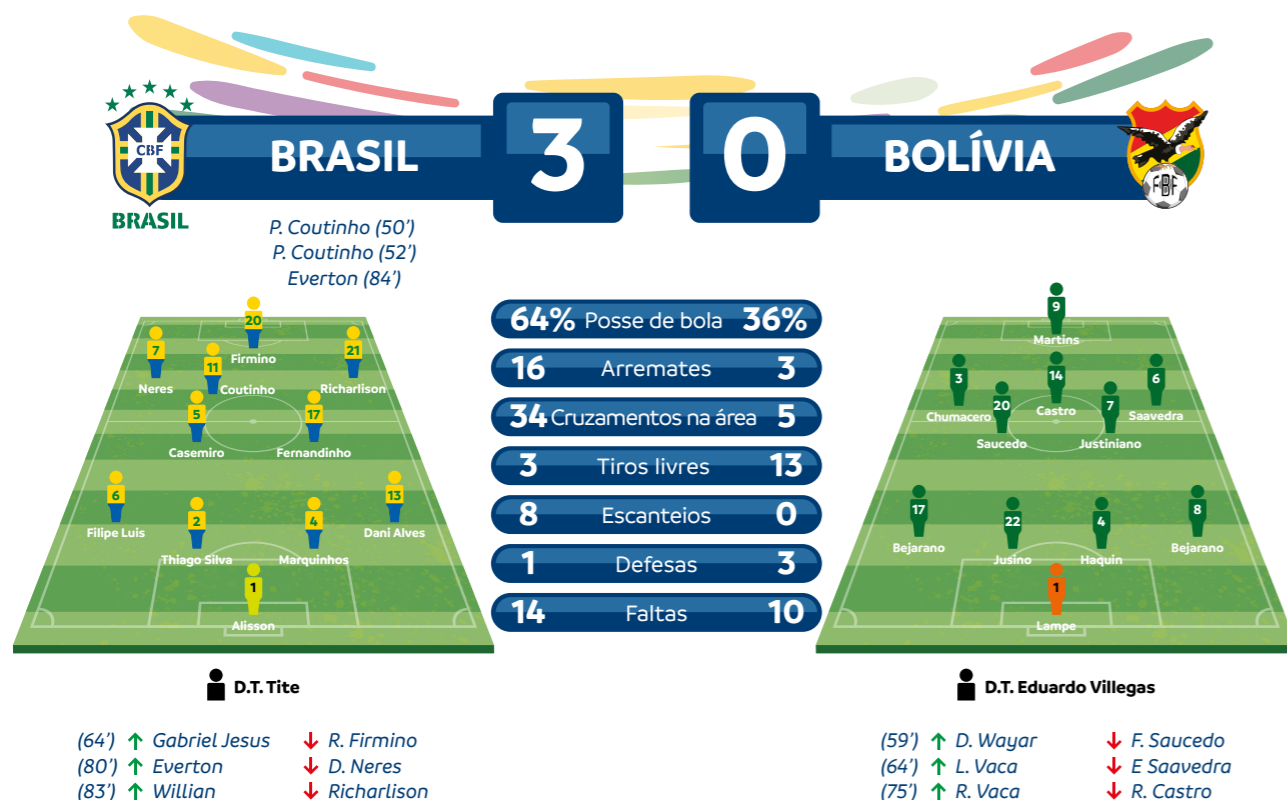 BRASIL 3 0 BOLÍVIA
CBF
BRASIL
FBF
P. Coutinho (50’)
P. Coutinho (52’)
Everton (84’)
64% Posse de bola 36%
16 Arremates 3
34 Cruzamentos na área 5
3 Tiros livres 13
8 Escanteios 0
1 Defesas 3
14 Faltas 10
20
Firmino
7
Neres
21
Richarlison
11
Coutinho
5
Casemiro
17
Fernandinho
6
Filipe Luis
13
Dani Alves
2
Thiago Silva
4
Marquinhos
1
Alisson
D.T. Tite
(64’) ↑ Gabriel Jesus ↓ R. Firmino
(80’) ↑ Everton ↓ D. Neres
(83’) ↑ Willian ↓ Richarlison
9
Martins
3
Chumacero
14
Castro
6
Saavedra
20
Saucedo
7
Justiniano
17
Bejarano
22
Jusino
4
Haquin
8
Bejarano
1
Lampe
D.T. Eduardo Villegas
(59’) ↑ D. Wayar ↓ F. Saucedo
(64’) ↑ L. Vaca ↓ E Saavedra
(75’) ↑ R. Vaca ↓ R. Castro